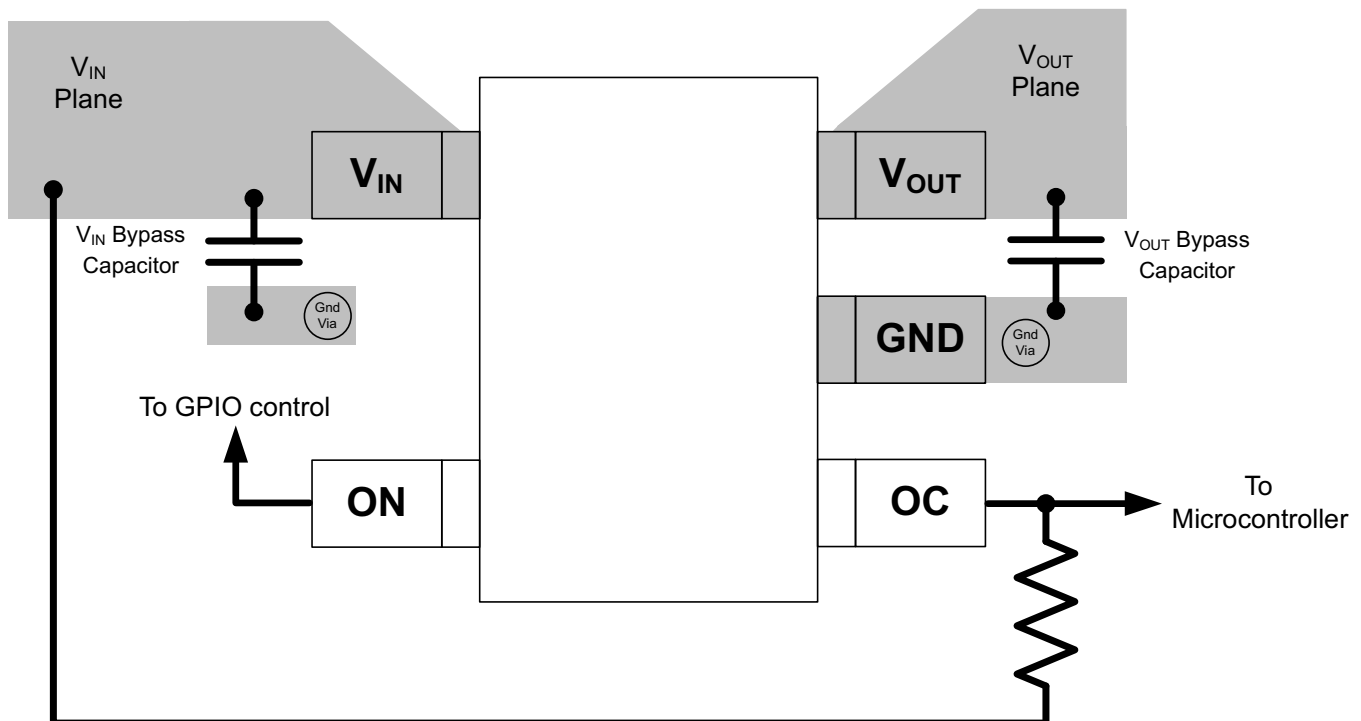 V_IN
Plane
V_OUT
Plane
V_IN
V_OUT
V_IN Bypass
Capacitor
V_OUT Bypass
Capacitor
Gnd
Via
GND
Gnd
Via
To GPIO control
ON
OC
To
Microcontroller